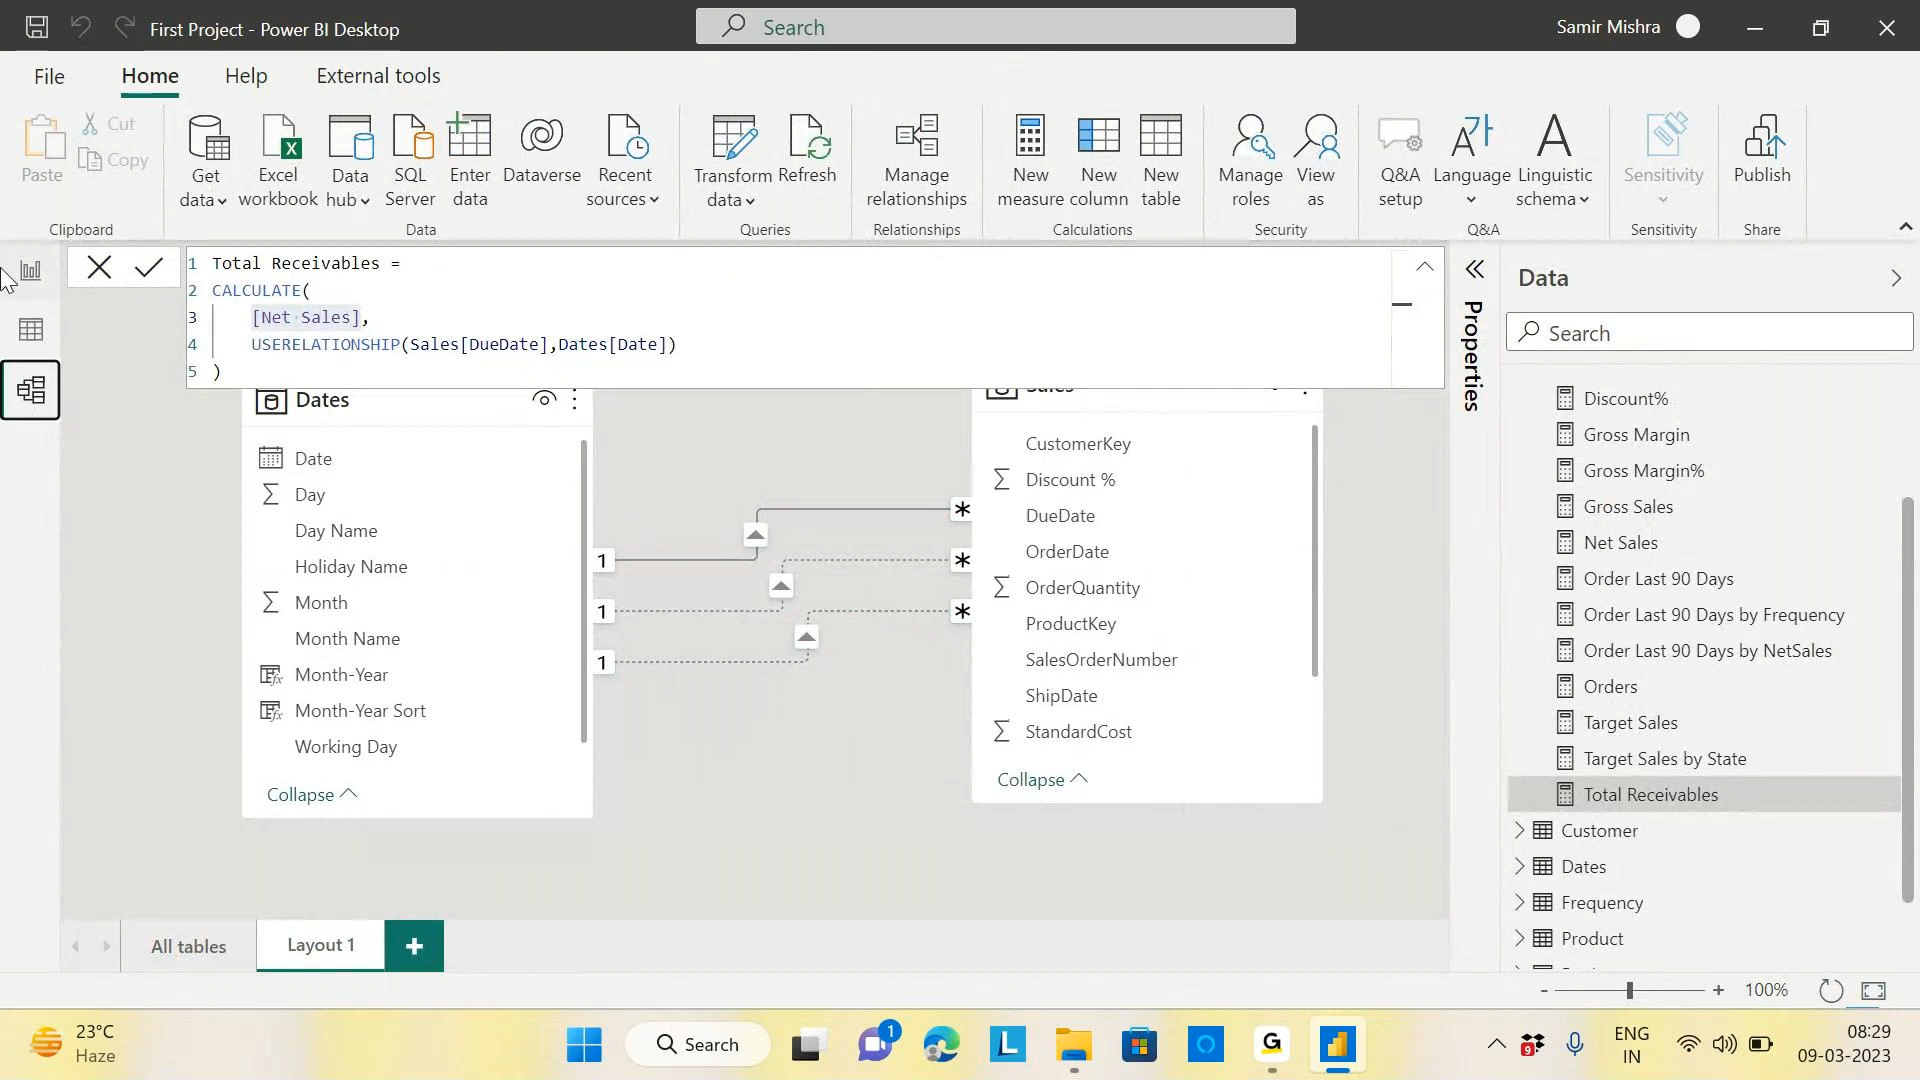 First Project - Power BI Desktop
Search
Samir Mishra
File
Home
Help
External tools
Paste
Cut
Copy
Clipboard
Get data
Excel workbook
Data hub
SQL Server
Enter data
Dataverse
Recent sources
Data
Transform data
Refresh
Queries
Manage relationships
Relationships
New measure
New column
New table
Calculations
Manage roles
View as
Security
Q&A setup
Language
Linguistic schema
Q&A
Sensitivity
Sensitivity
Publish
Share
1 Total Receivables =
2 CALCULATE(
3 [Net Sales],
4 USERELATIONSHIP(Sales[DueDate],Dates[Date])
5 )
Dates
Date
Day
Day Name
Holiday Name
Month
Month Name
Month-Year
Month-Year Sort
Working Day
Collapse
1
1
1
*
*
*
Sales
CustomerKey
Discount %
DueDate
OrderDate
OrderQuantity
ProductKey
SalesOrderNumber
ShipDate
StandardCost
Collapse
Properties
Data
Search
Discount%
Gross Margin
Gross Margin%
Gross Sales
Net Sales
Order Last 90 Days
Order Last 90 Days by Frequency
Order Last 90 Days by NetSales
Orders
Target Sales
Target Sales by State
Total Receivables
Customer
Dates
Frequency
Product
All tables
Layout 1
+
- + 100%
23°C
Haze
Search
1
L
G
9
ENG
IN
08:29
09-03-2023